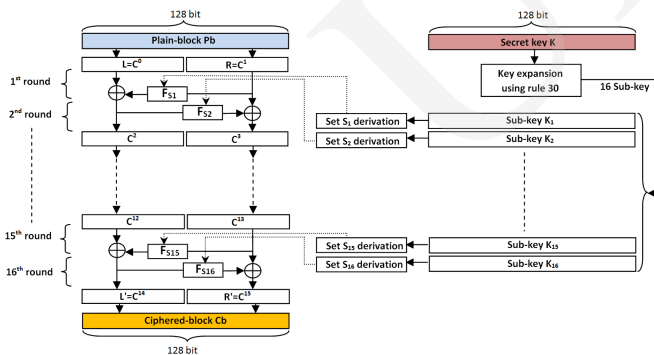 128 bit
128 bit
Plain-block Pb
Secret key K
L=C⁰
R=C¹
1ˢᵗ round
Key expansion
using rule 30
16 Sub-key
F_S1
2ⁿᵈ round
F_S2
Set S₁ derivation
Sub-key K₁
C²
C³
Set S₂ derivation
Sub-key K₂
C¹²
C¹³
15ᵗʰ round
F_S15
Set S₁₅ derivation
Sub-key K₁₅
16ᵗʰ round
F_S16
Set S₁₆ derivation
Sub-key K₁₆
L'=C¹⁴
R'=C¹⁵
Ciphered-block Cb
128 bit